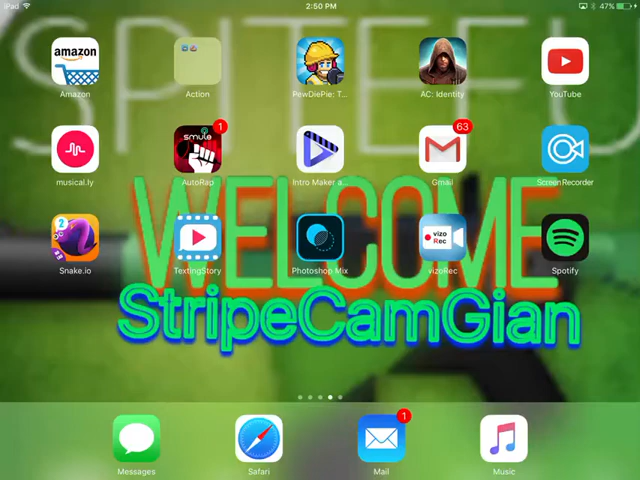 iPad 2:50 PM 47%
SPITEFU
amazon
Amazon Action PewDiePie: T... AC: Identity YouTube
smule 1 63
musical.ly AutoRap Intro Maker a... Gmail ScreenRecorder
WELCOME
2 vizo Rec
Snake.io TextingStory Photoshop Mix vizoRec Spotify
StripeCamGian
1
Messages Safari Mail Music